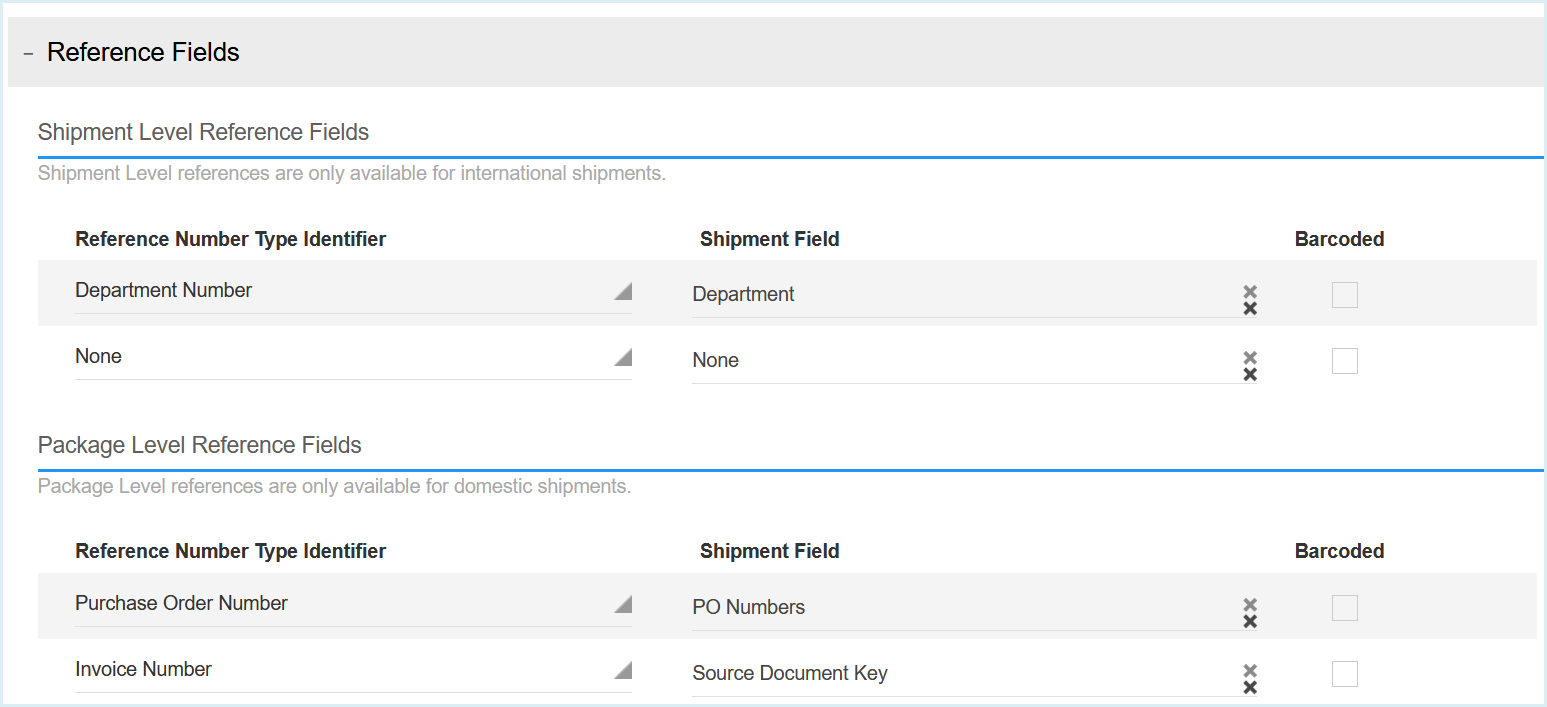 - Reference Fields
Shipment Level Reference Fields
Shipment Level references are only available for international shipments.
Reference Number Type Identifier Shipment Field Barcoded
Department Number Department
None None
Package Level Reference Fields
Package Level references are only available for domestic shipments.
Reference Number Type Identifier Shipment Field Barcoded
Purchase Order Number PO Numbers
Invoice Number Source Document Key